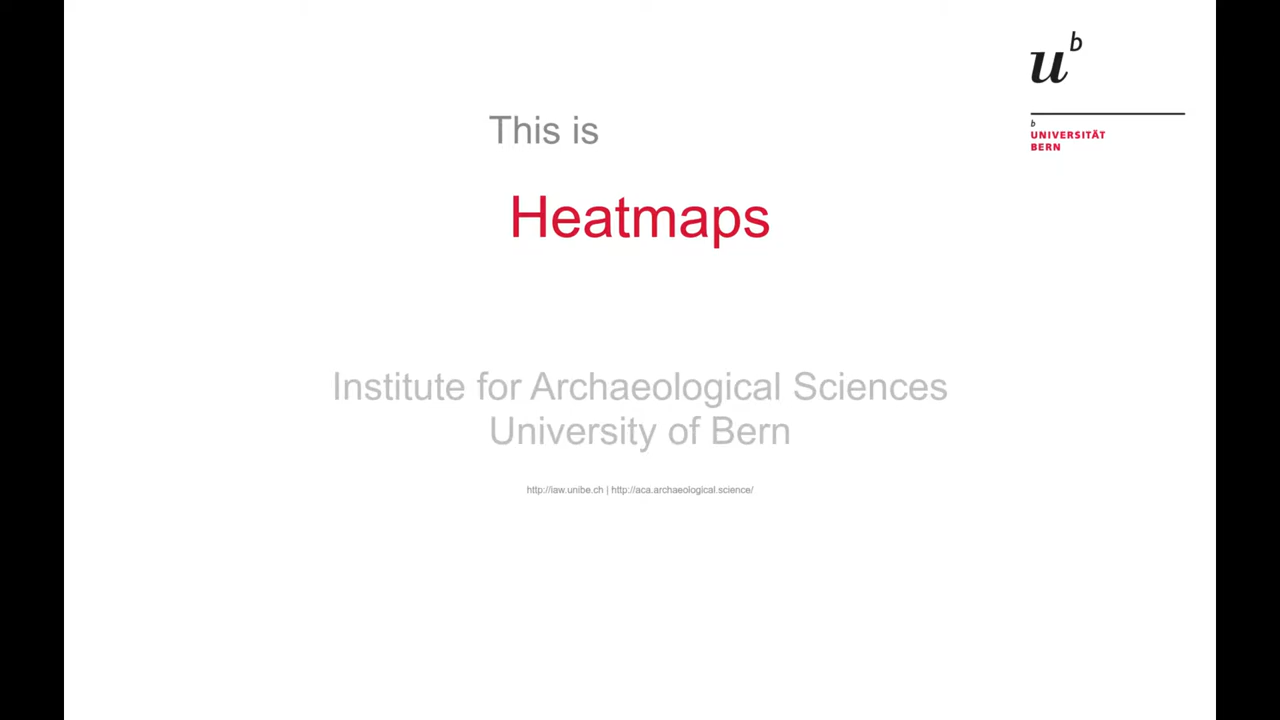 u b
b
UNIVERSITÄT
BERN
This is
Heatmaps
Institute for Archaeological Sciences
University of Bern
http://law.unibe.ch | http://aca.archaeological.science/